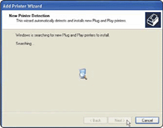 Add Printer Wizard
New Printer Detection
This wizard automatically detects and installs new Plug and Play printers.
Windows is searching for new Plug and Play printers to install.
Searching...
< Back
Next >
Cancel